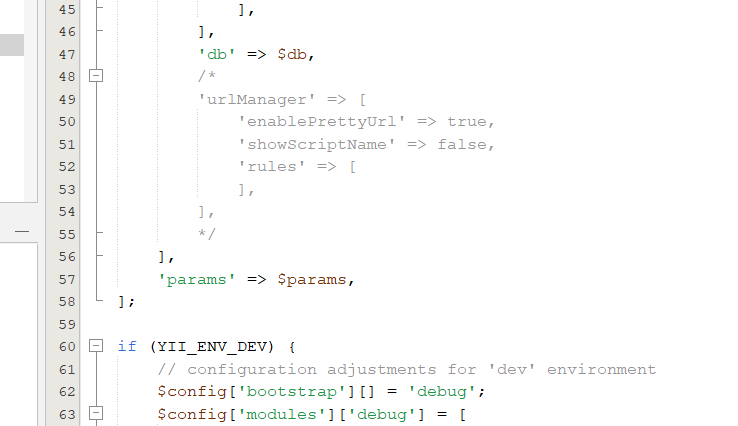 45 ],
46 ],
47 'db' => $db,
48 /*
49 'urlManager' => [
50 'enablePrettyUrl' => true,
51 'showScriptName' => false,
52 'rules' => [
53 ],
54 ],
55 */
56 ],
57 'params' => $params,
58 ];
59
60 if (YII_ENV_DEV) {
61 // configuration adjustments for 'dev' environment
62 $config['bootstrap'][] = 'debug';
63 $config['modules']['debug'] = [